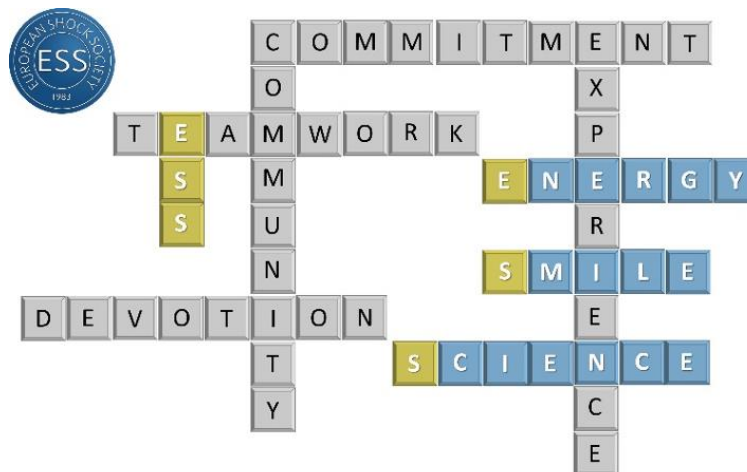 EUROPEAN SHOCK SOCIETY
ESS
1983
COMMITMENT
COMMUNITY
EXPERIENCE
TEAMWORK
ESS
ENERGY
SMILE
DEVOTION
SCIENCE